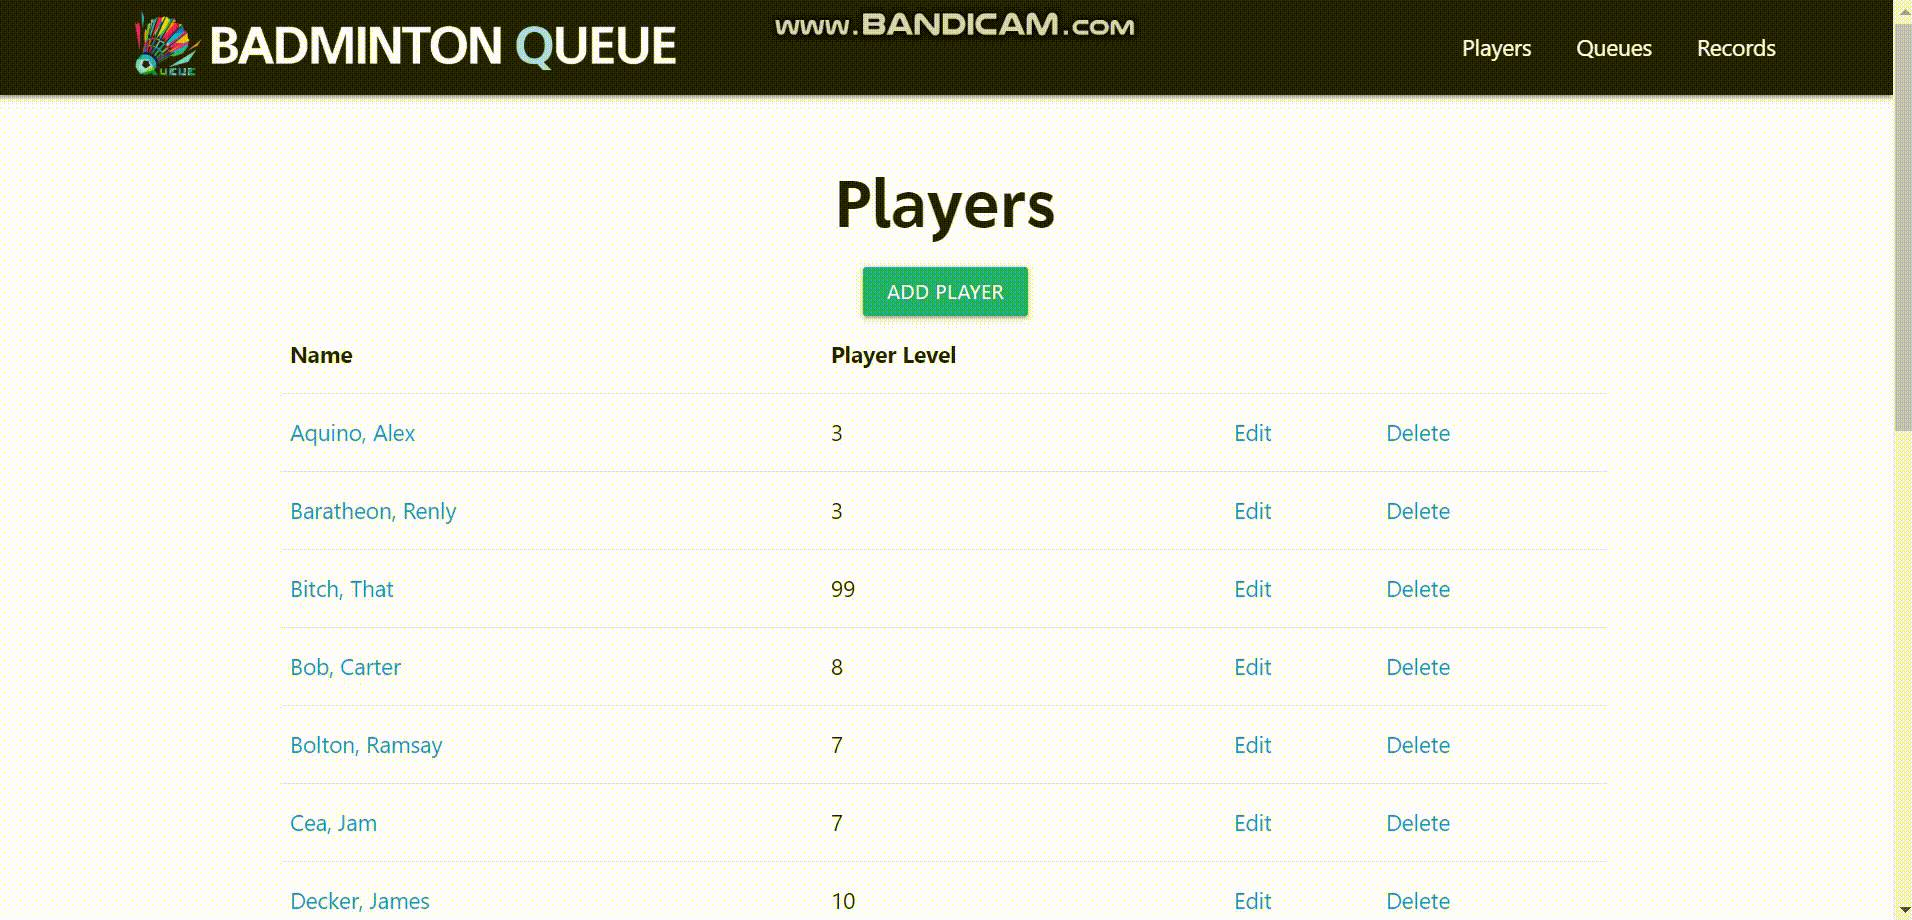 www.BANDICAM.com
QUEUE BADMINTON QUEUE Players Queues Records
Players
ADD PLAYER
Name Player Level
Aquino, Alex 3 Edit Delete
Baratheon, Renly 3 Edit Delete
Bitch, That 99 Edit Delete
Bob, Carter 8 Edit Delete
Bolton, Ramsay 7 Edit Delete
Cea, Jam 7 Edit Delete
Decker, James 10 Edit Delete